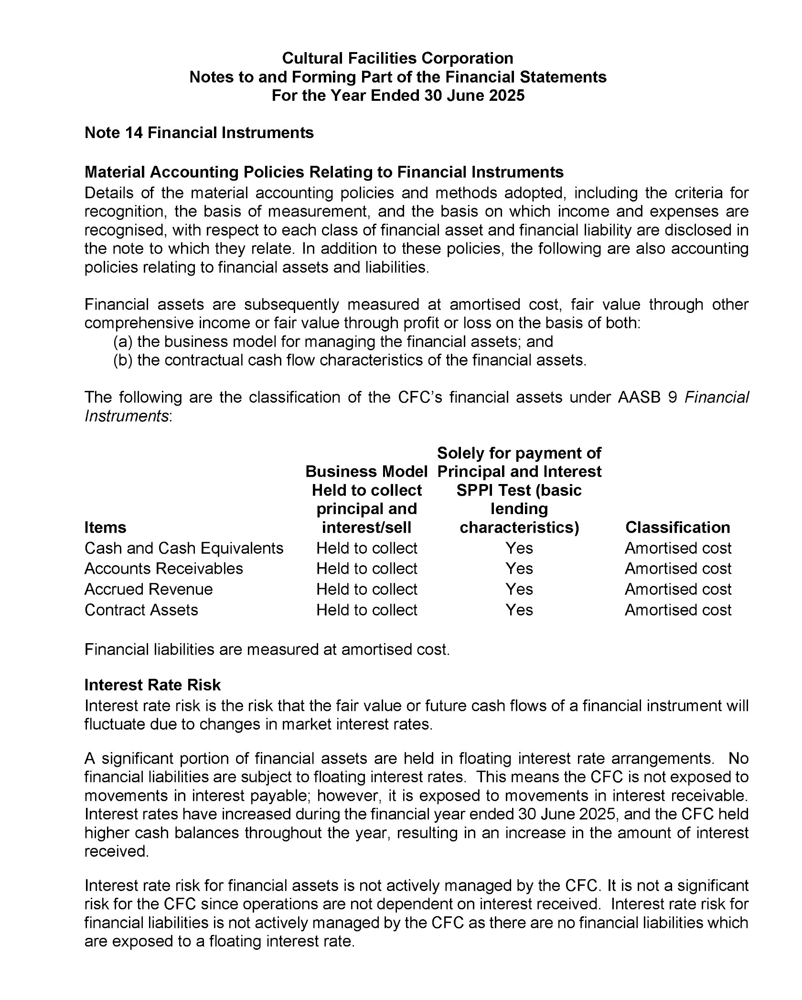 Cultural Facilities Corporation
Notes to and Forming Part of the Financial Statements
For the Year Ended 30 June 2025
Note 14 Financial Instruments
Material Accounting Policies Relating to Financial Instruments
Details of the material accounting policies and methods adopted, including the criteria for
recognition, the basis of measurement, and the basis on which income and expenses are
recognised, with respect to each class of financial asset and financial liability are disclosed in
the note to which they relate. In addition to these policies, the following are also accounting
policies relating to financial assets and liabilities.
Financial assets are subsequently measured at amortised cost, fair value through other
comprehensive income or fair value through profit or loss on the basis of both:
(a) the business model for managing the financial assets; and
(b) the contractual cash flow characteristics of the financial assets.
The following are the classification of the CFC's financial assets under AASB 9 Financial
Instruments:
Solely for payment of
Business Model Principal and Interest
Held to collect SPPI Test (basic
principal and lending
Items interest/sell characteristics) Classification
Cash and Cash Equivalents Held to collect Yes Amortised cost
Accounts Receivables Held to collect Yes Amortised cost
Accrued Revenue Held to collect Yes Amortised cost
Contract Assets Held to collect Yes Amortised cost
Financial liabilities are measured at amortised cost.
Interest Rate Risk
Interest rate risk is the risk that the fair value or future cash flows of a financial instrument will
fluctuate due to changes in market interest rates.
A significant portion of financial assets are held in floating interest rate arrangements. No
financial liabilities are subject to floating interest rates. This means the CFC is not exposed to
movements in interest payable; however, it is exposed to movements in interest receivable.
Interest rates have increased during the financial year ended 30 June 2025, and the CFC held
higher cash balances throughout the year, resulting in an increase in the amount of interest
received.
Interest rate risk for financial assets is not actively managed by the CFC. It is not a significant
risk for the CFC since operations are not dependent on interest received. Interest rate risk for
financial liabilities is not actively managed by the CFC as there are no financial liabilities which
are exposed to a floating interest rate.